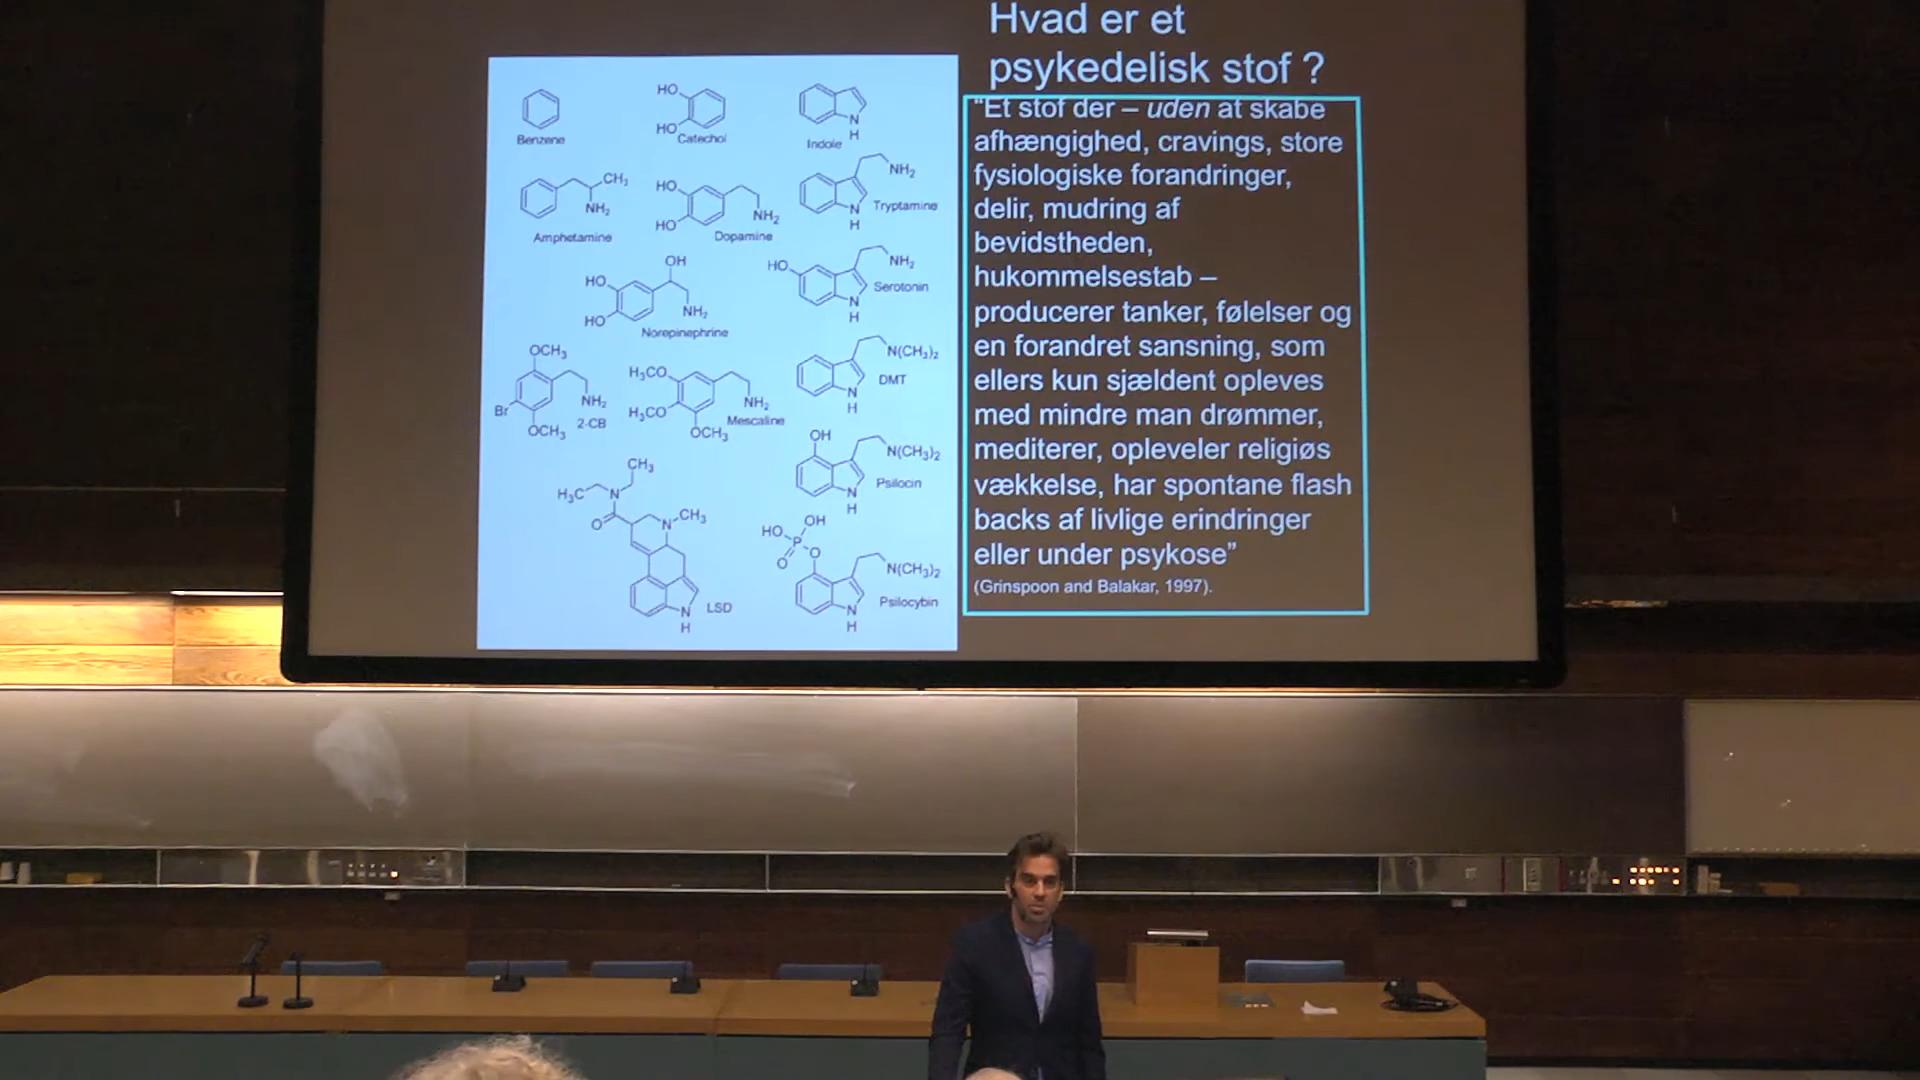 Hvad er et
psykedelisk stof ?
"Et stof der – uden at skabe
afhængighed, cravings, store
fysiologiske forandringer,
delir, mudring af
bevidstheden,
hukommelsestab –
producerer tanker, følelser og
en forandret sansning, som
ellers kun sjældent opleves
med mindre man drømmer,
mediterer, opleveler religiøs
vækkelse, har spontane flash
backs af livlige erindringer
eller under psykose"
(Grinspoon and Balakar, 1997).
Benzene
HO
HO
Catechol
N
H
Indole
CH3
NH2
Amphetamine
HO
HO
NH2
Dopamine
NH2
N
H
Tryptamine
OH
HO
HO
NH2
Norepinephrine
HO
NH2
N
H
Serotonin
OCH3
Br
NH2
OCH3
2-CB
H3CO
H3CO
NH2
OCH3
Mescaline
N(CH3)2
N
H
DMT
OH
N(CH3)2
N
H
Psilocin
CH3
H3C
N
O
N
CH3
N
H
LSD
OH
HO
P
O
O
N(CH3)2
N
H
Psilocybin